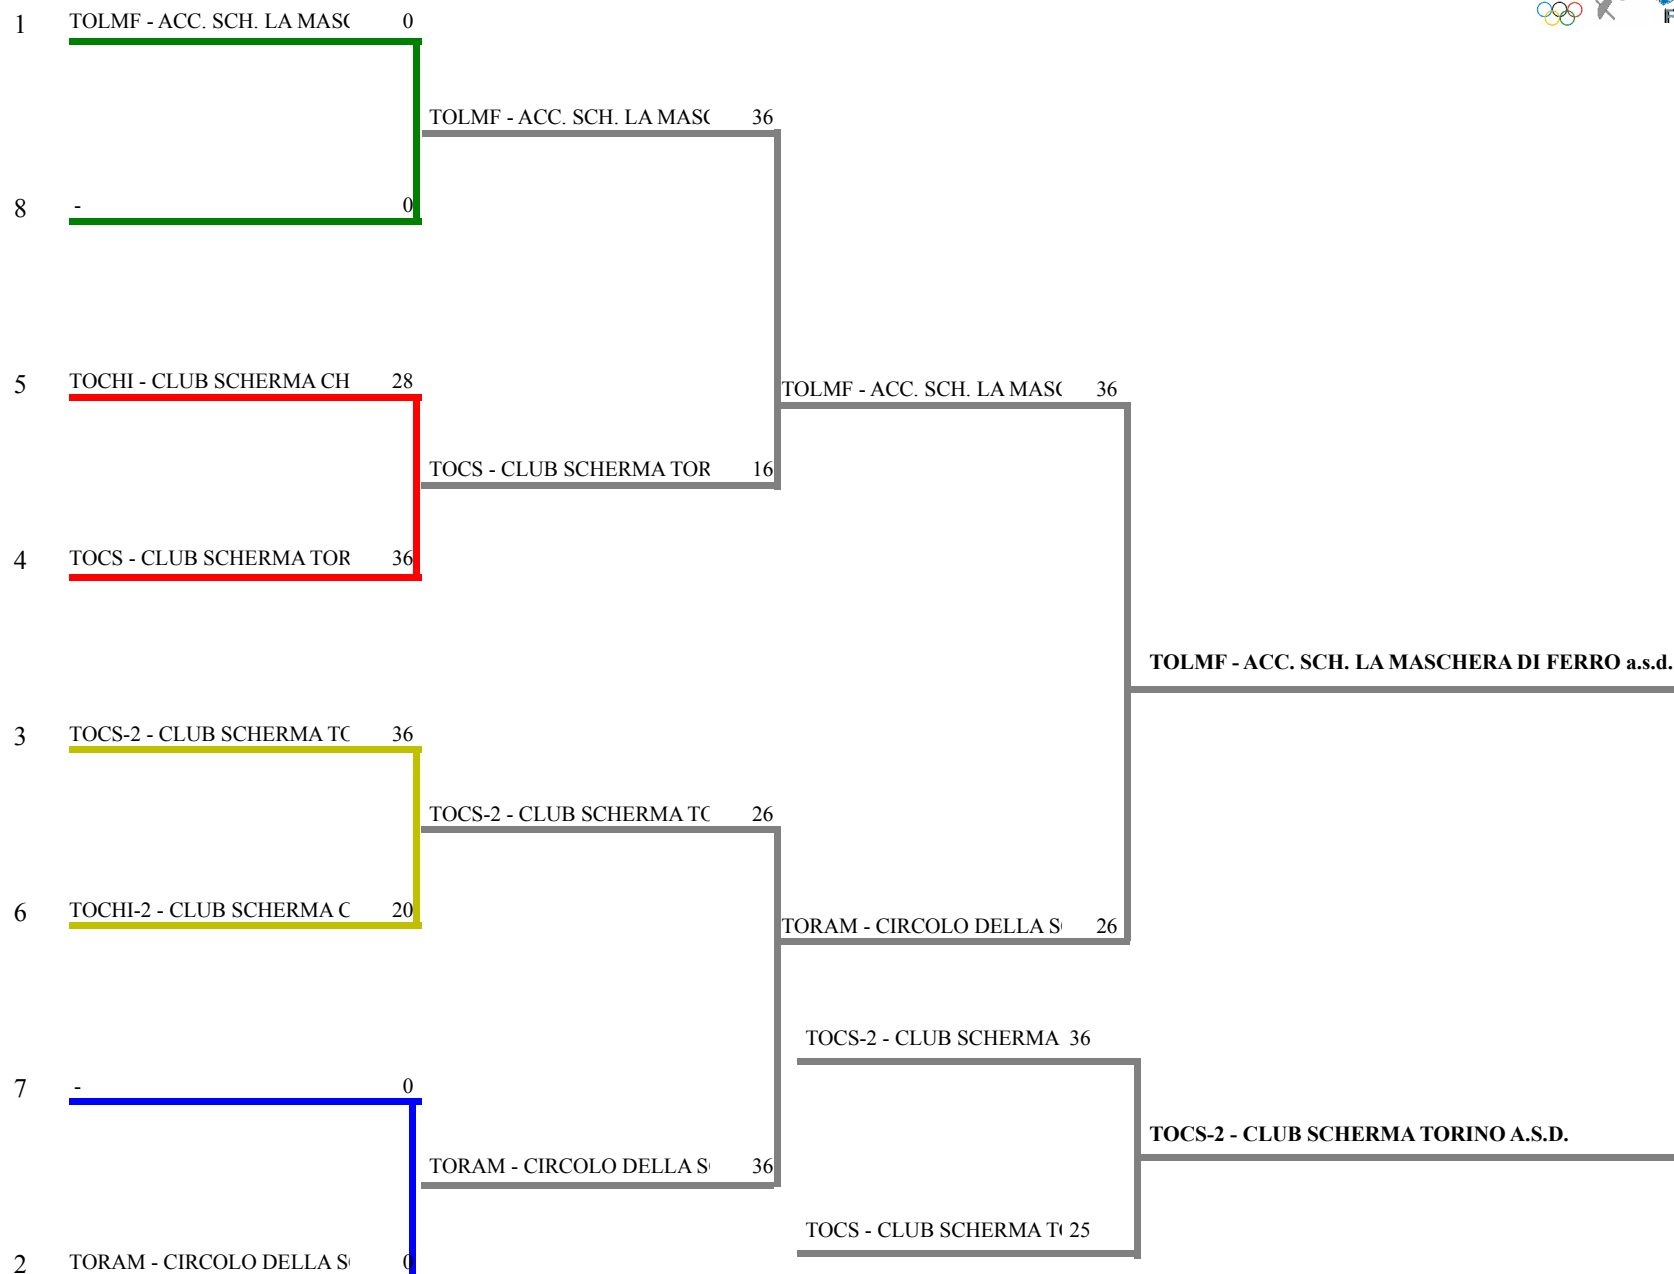 1 TOLMF - ACC. SCH. LA MASC 0
TOLMF - ACC. SCH. LA MASC 36
8 - 0
5 TOCHI - CLUB SCHERMA CH 28
TOLMF - ACC. SCH. LA MASC 36
TOCS - CLUB SCHERMA TOR 16
4 TOCS - CLUB SCHERMA TOR 36
TOLMF - ACC. SCH. LA MASCHERA DI FERRO a.s.d.
3 TOCS-2 - CLUB SCHERMA TO 36
TOCS-2 - CLUB SCHERMA TO 26
6 TOCHI-2 - CLUB SCHERMA C 20
TORAM - CIRCOLO DELLA S 26
TOCS-2 - CLUB SCHERMA 36
7 - 0
TOCS-2 - CLUB SCHERMA TORINO A.S.D.
TORAM - CIRCOLO DELLA S 36
TOCS - CLUB SCHERMA TO 25
2 TORAM - CIRCOLO DELLA S 0